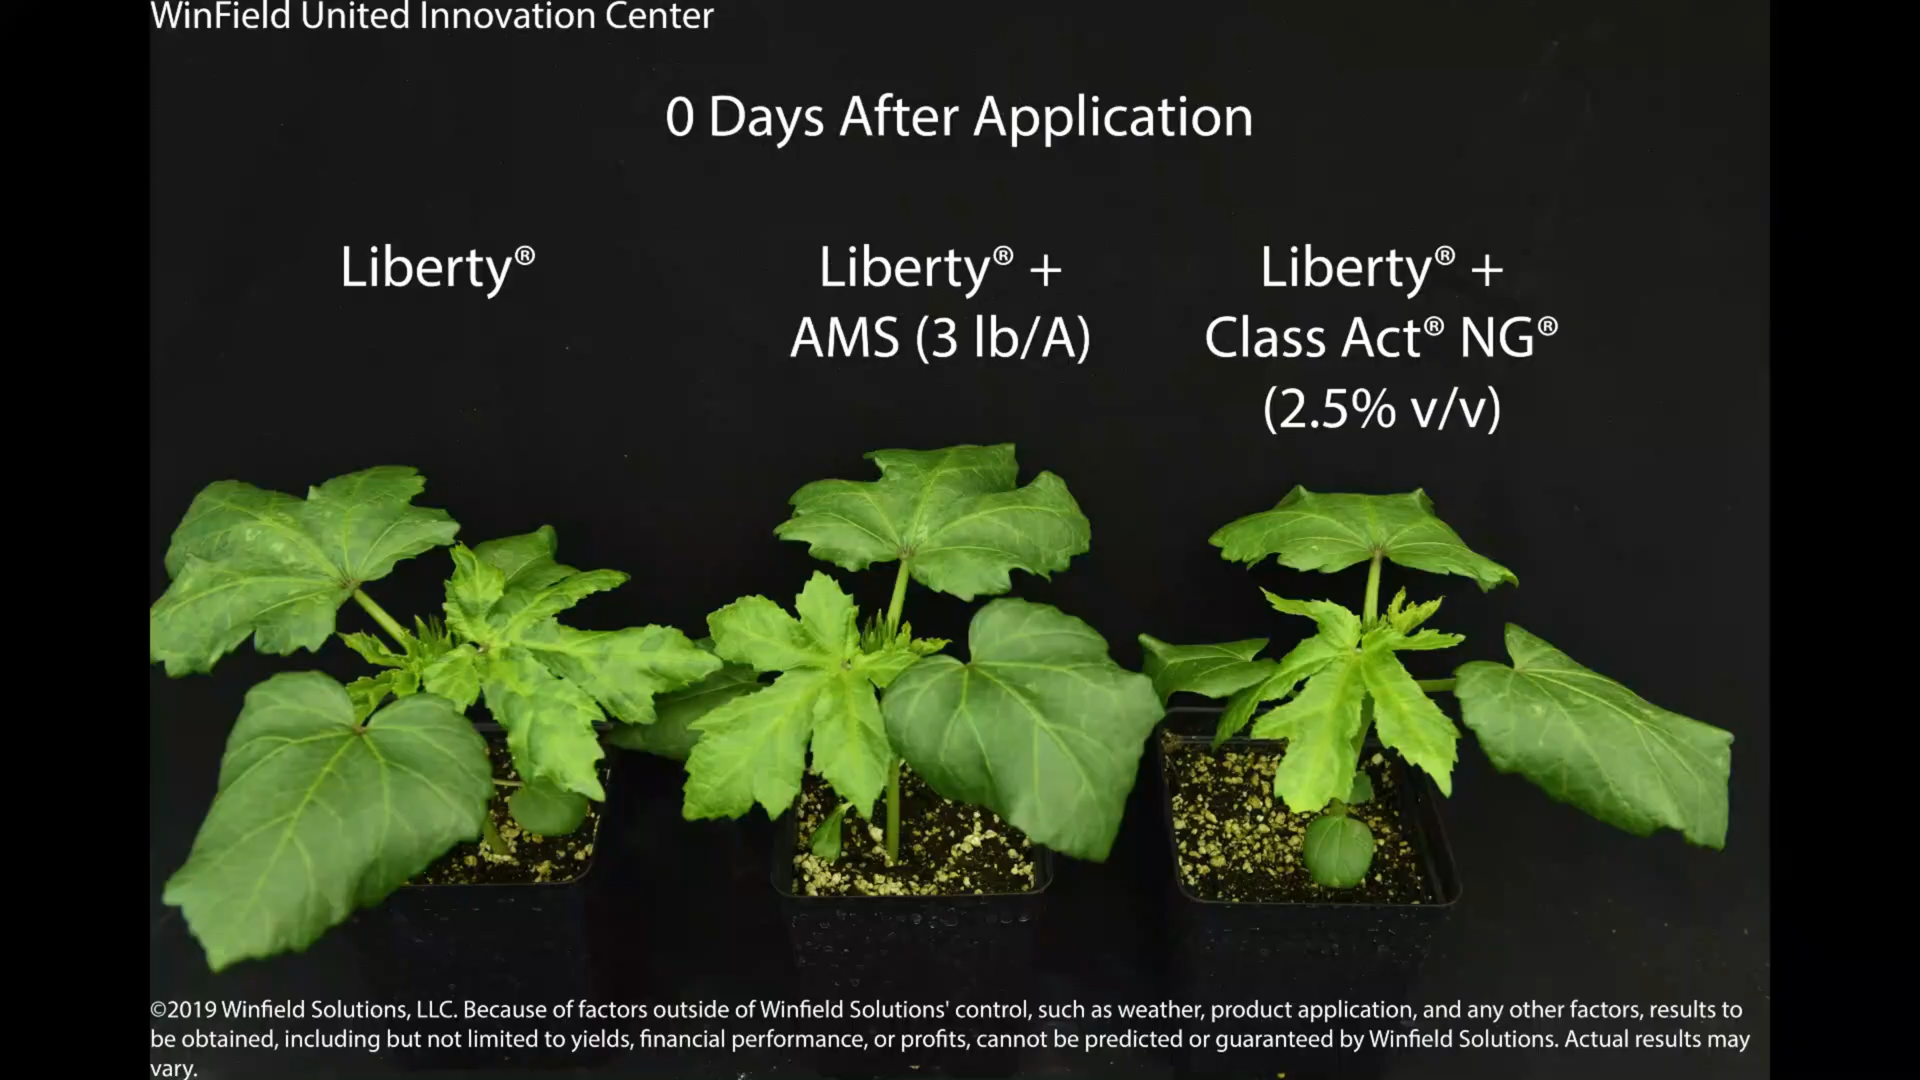 WinField United Innovation Center
0 Days After Application
Liberty®
Liberty® +
AMS (3 lb/A)
Liberty® +
Class Act® NG®
(2.5% v/v)
©2019 Winfield Solutions, LLC. Because of factors outside of Winfield Solutions' control, such as weather, product application, and any other factors, results to
be obtained, including but not limited to yields, financial performance, or profits, cannot be predicted or guaranteed by Winfield Solutions. Actual results may
vary.